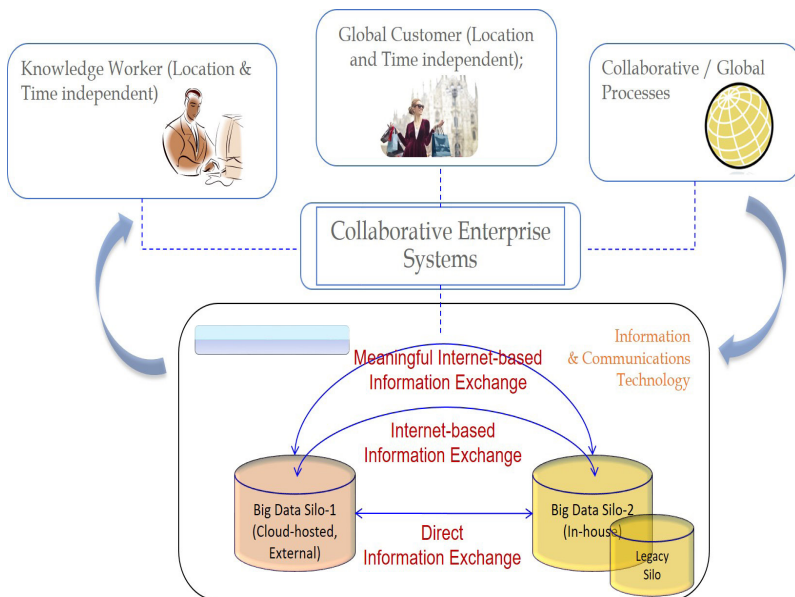 Knowledge Worker (Location &
Time independent)
Global Customer (Location
and Time independent);
Collaborative / Global
Processes
Collaborative Enterprise
Systems
Information
& Communications
Technology
Meaningful Internet-based
Information Exchange
Internet-based
Information Exchange
Big Data Silo-1
(Cloud-hosted,
External)
Direct
Information Exchange
Big Data Silo-2
(In-house)
Legacy
Silo